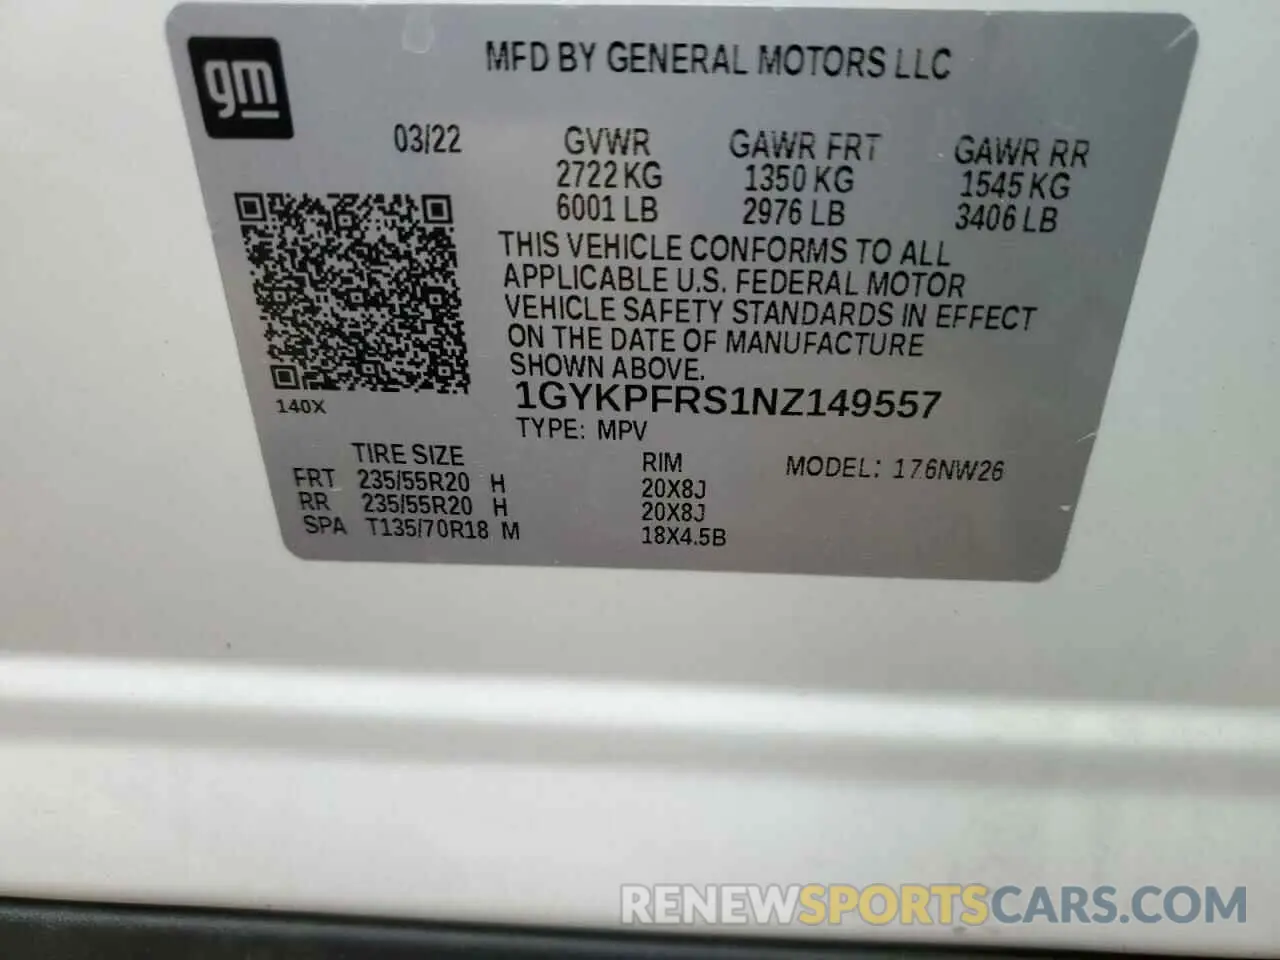 gm
MFD BY GENERAL MOTORS LLC
03/22 GVWR GAWR FRT GAWR RR
2722 KG 1350 KG 1545 KG
6001 LB 2976 LB 3406 LB
THIS VEHICLE CONFORMS TO ALL
APPLICABLE U.S. FEDERAL MOTOR
VEHICLE SAFETY STANDARDS IN EFFECT
ON THE DATE OF MANUFACTURE
SHOWN ABOVE.
1GYKPFRS1NZ149557
140X
TYPE: MPV
TIRE SIZE RIM MODEL: 176NW26
FRT 235/55R20 H 20X8J
RR 235/55R20 H 20X8J
SPA T135/70R18 M 18X4.5B
RENEWSPORTSCARS.COM